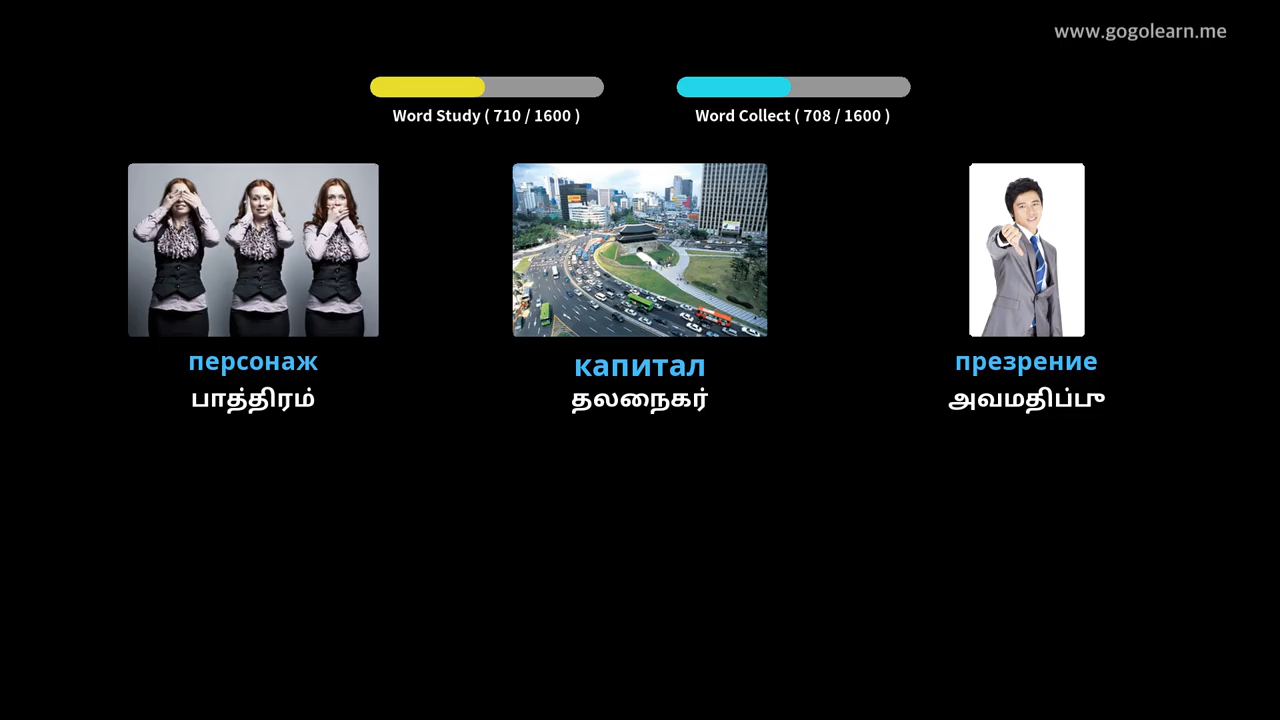 www.gogolearn.me
Word Study ( 710 / 1600 )
Word Collect ( 708 / 1600 )
персонаж
капитал
презрение
பாத்திரம்
தலைநகர்
அவமதிப்பு